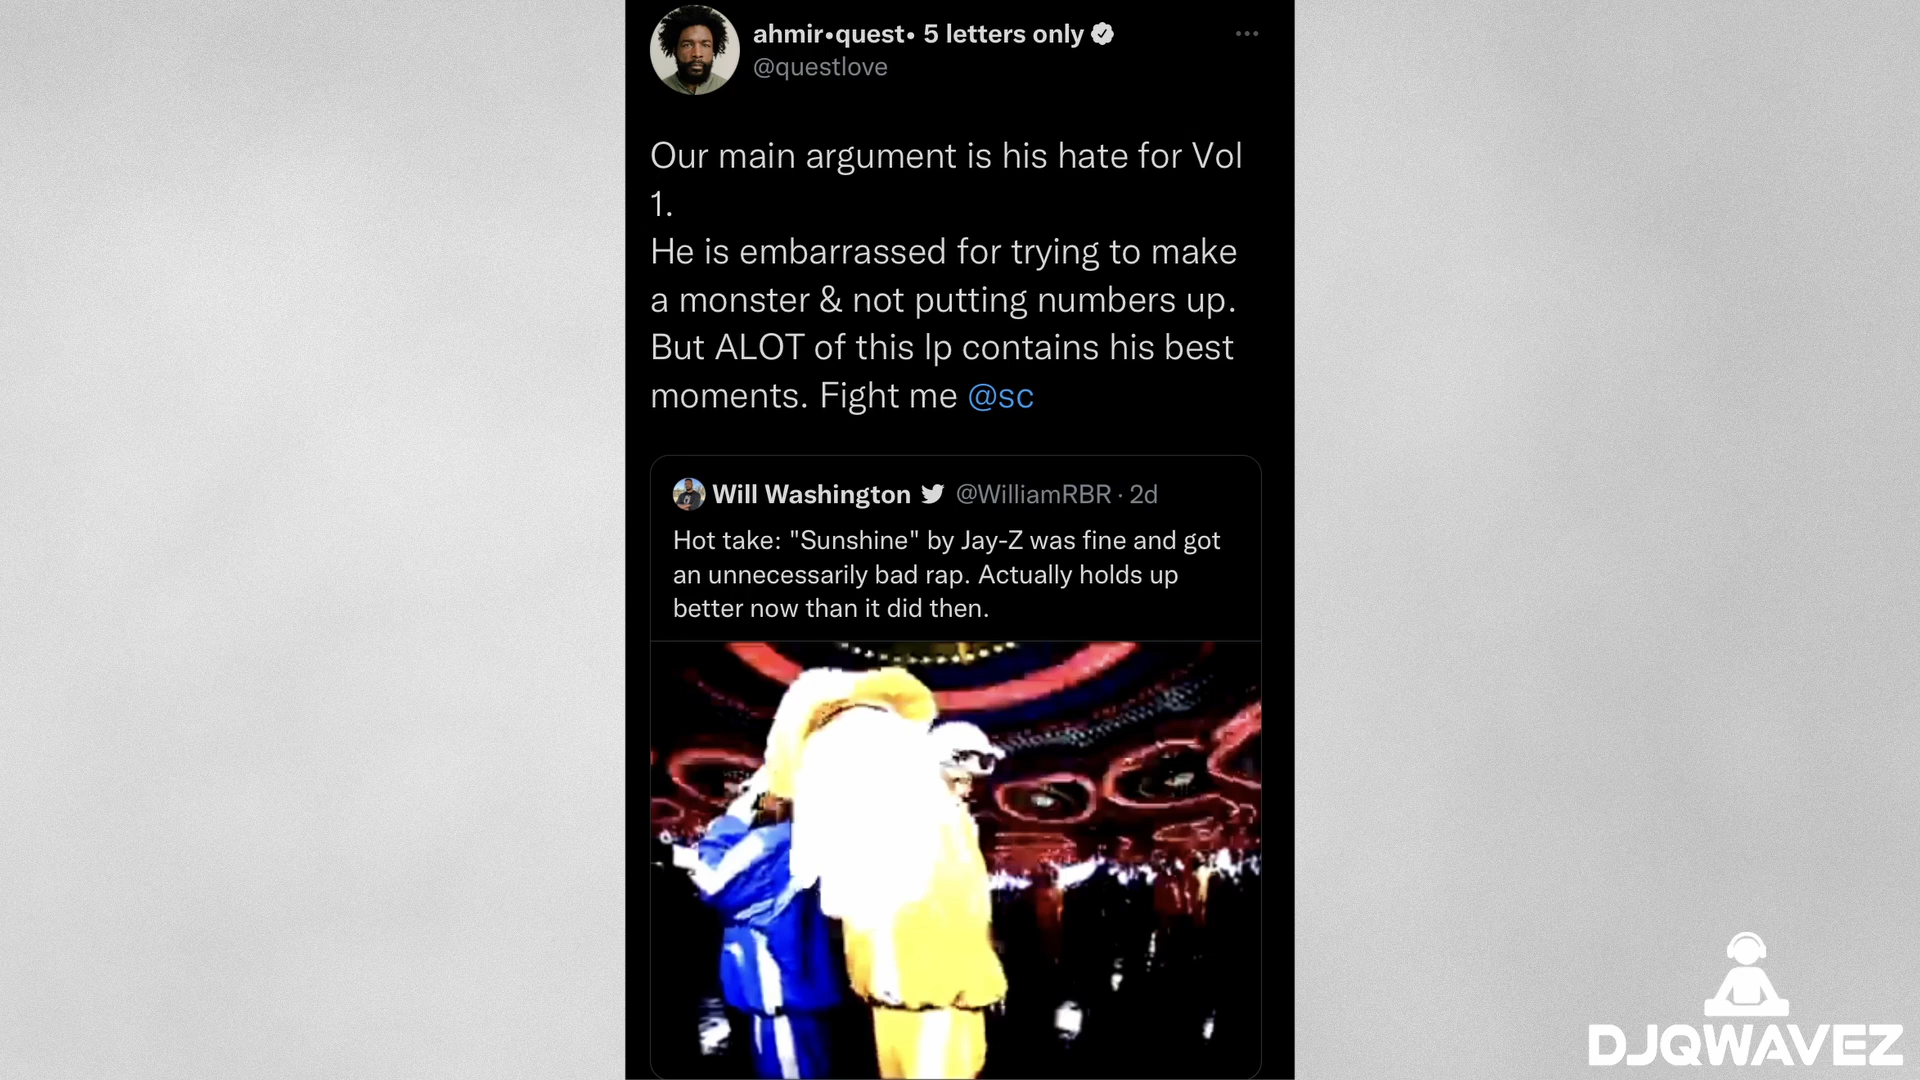 ahmir•quest• 5 letters only
@questlove
Our main argument is his hate for Vol
1.
He is embarrassed for trying to make
a monster & not putting numbers up.
But ALOT of this lp contains his best
moments. Fight me @sc
Will Washington @WilliamRBR · 2d
Hot take: "Sunshine" by Jay-Z was fine and got
an unnecessarily bad rap. Actually holds up
better now than it did then.
DJQWAVEZ